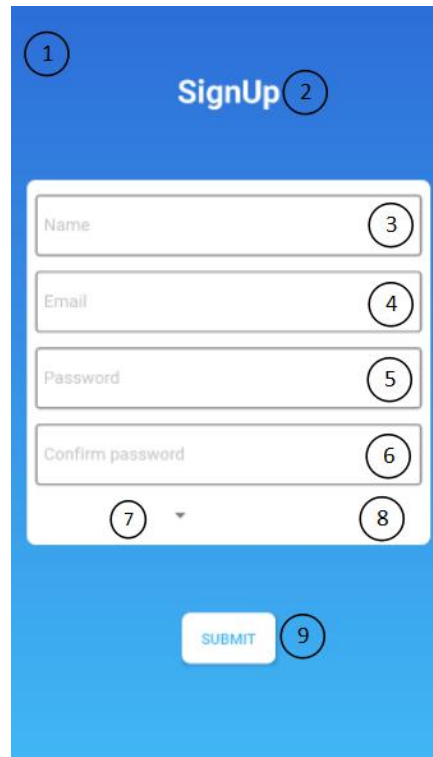 1
SignUp 2
Name 3
Email 4
Password 5
Confirm password 6
7 8
SUBMIT 9